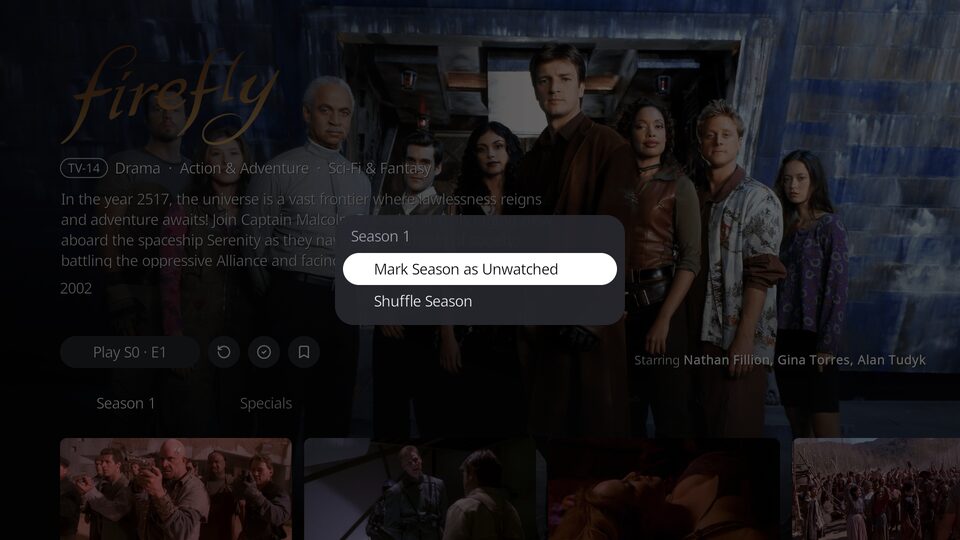 firefly
TV-14 Drama · Action & Adventure · Sci-Fi & Fantasy
In the year 2517, the universe is a vast frontier where lawlessness reigns
and adventure awaits! Join Captain Malcolm
aboard the spaceship Serenity as they
battling the oppressive Alliance and
2002
Season 1
Mark Season as Unwatched
Shuffle Season
Play S0 · E1
Starring Nathan Fillion, Gina Torres, Alan Tudyk
Season 1
Specials